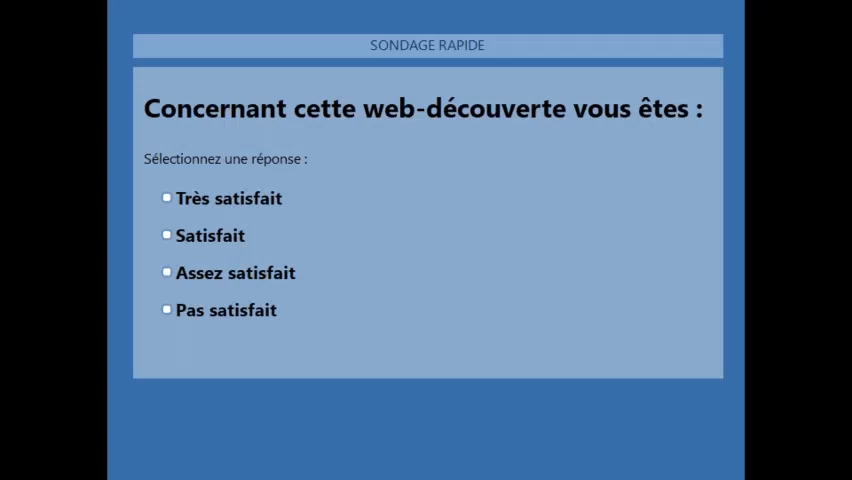 SONDAGE RAPIDE
Concernant cette web-découverte vous êtes :
Sélectionnez une réponse :
Très satisfait
Satisfait
Assez satisfait
Pas satisfait